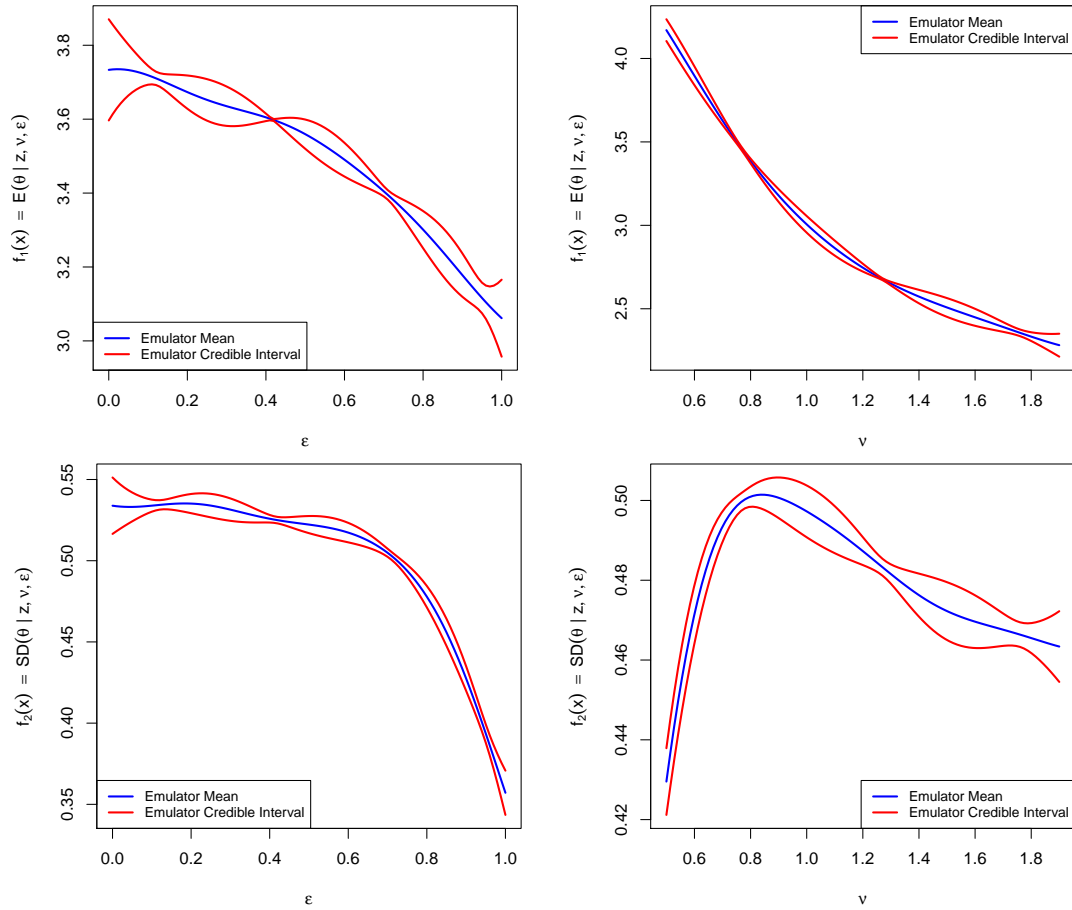 f₁(x) = E(θ | z, ν, ε)
3.0 3.2 3.4 3.6 3.8
0.0 0.2 0.4 0.6 0.8 1.0
ε
Emulator Mean
Emulator Credible Interval
f₁(x) = E(θ | z, ν, ε)
2.5 3.0 3.5 4.0
0.6 0.8 1.0 1.2 1.4 1.6 1.8
ν
Emulator Mean
Emulator Credible Interval
f₂(x) = SD(θ | z, ν, ε)
0.35 0.40 0.45 0.50 0.55
0.0 0.2 0.4 0.6 0.8 1.0
ε
Emulator Mean
Emulator Credible Interval
f₂(x) = SD(θ | z, ν, ε)
0.42 0.44 0.46 0.48 0.50
0.6 0.8 1.0 1.2 1.4 1.6 1.8
ν
Emulator Mean
Emulator Credible Interval